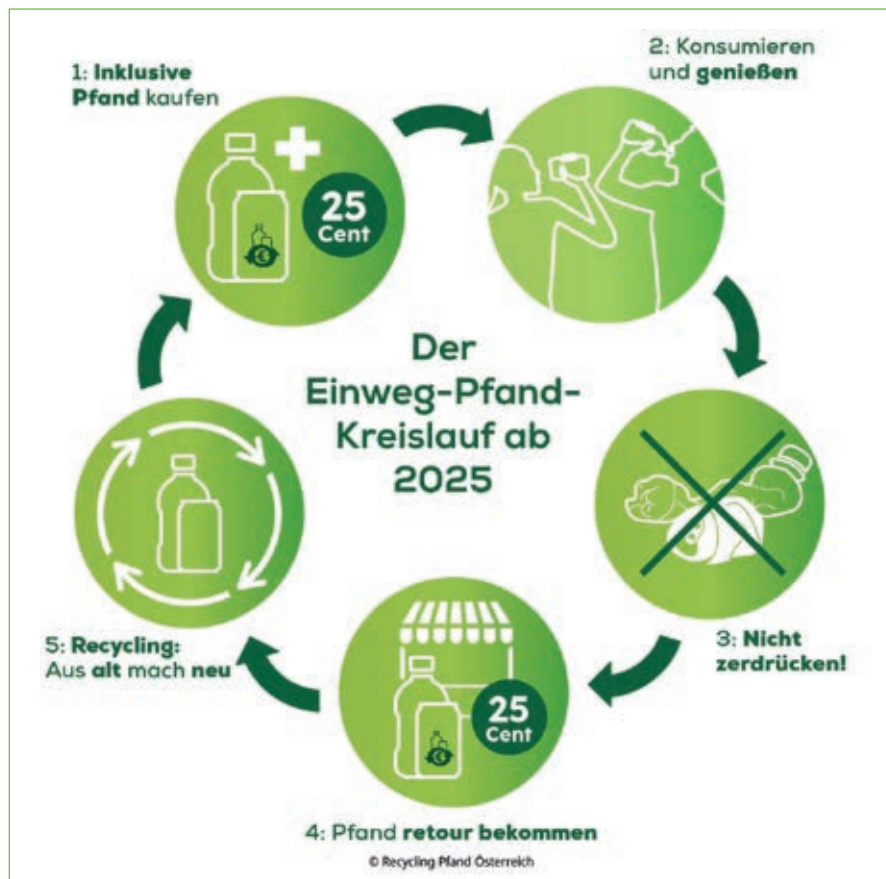 1: Inklusive
Pfand kaufen
25
Cent
2: Konsumieren
und genießen
Der
Einweg-Pfand-
Kreislauf ab
2025
3: Nicht
zerdrücken!
25
Cent
4: Pfand retour bekommen
5: Recycling:
Aus alt mach neu
© Recycling Pfand Österreich